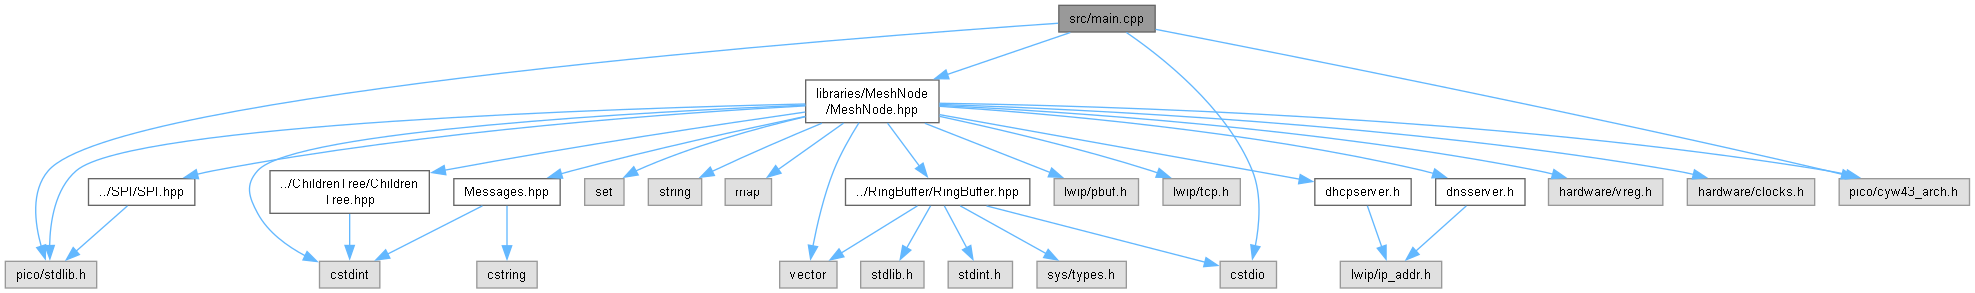 src/main.cpp
libraries/MeshNode
/MeshNode.hpp
../SPI/SPI.hpp
../ChildrenTree/Children
Tree.hpp
Messages.hpp
set
string
map
../RingBuffer/RingBuffer.hpp
lwip/pbuf.h
lwip/tcp.h
dhcpserver.h
dnsserver.h
hardware/vreg.h
hardware/clocks.h
pico/cyw43_arch.h
pico/stdlib.h
cstdint
cstring
vector
stdlib.h
stdint.h
sys/types.h
cstdio
lwip/ip_addr.h